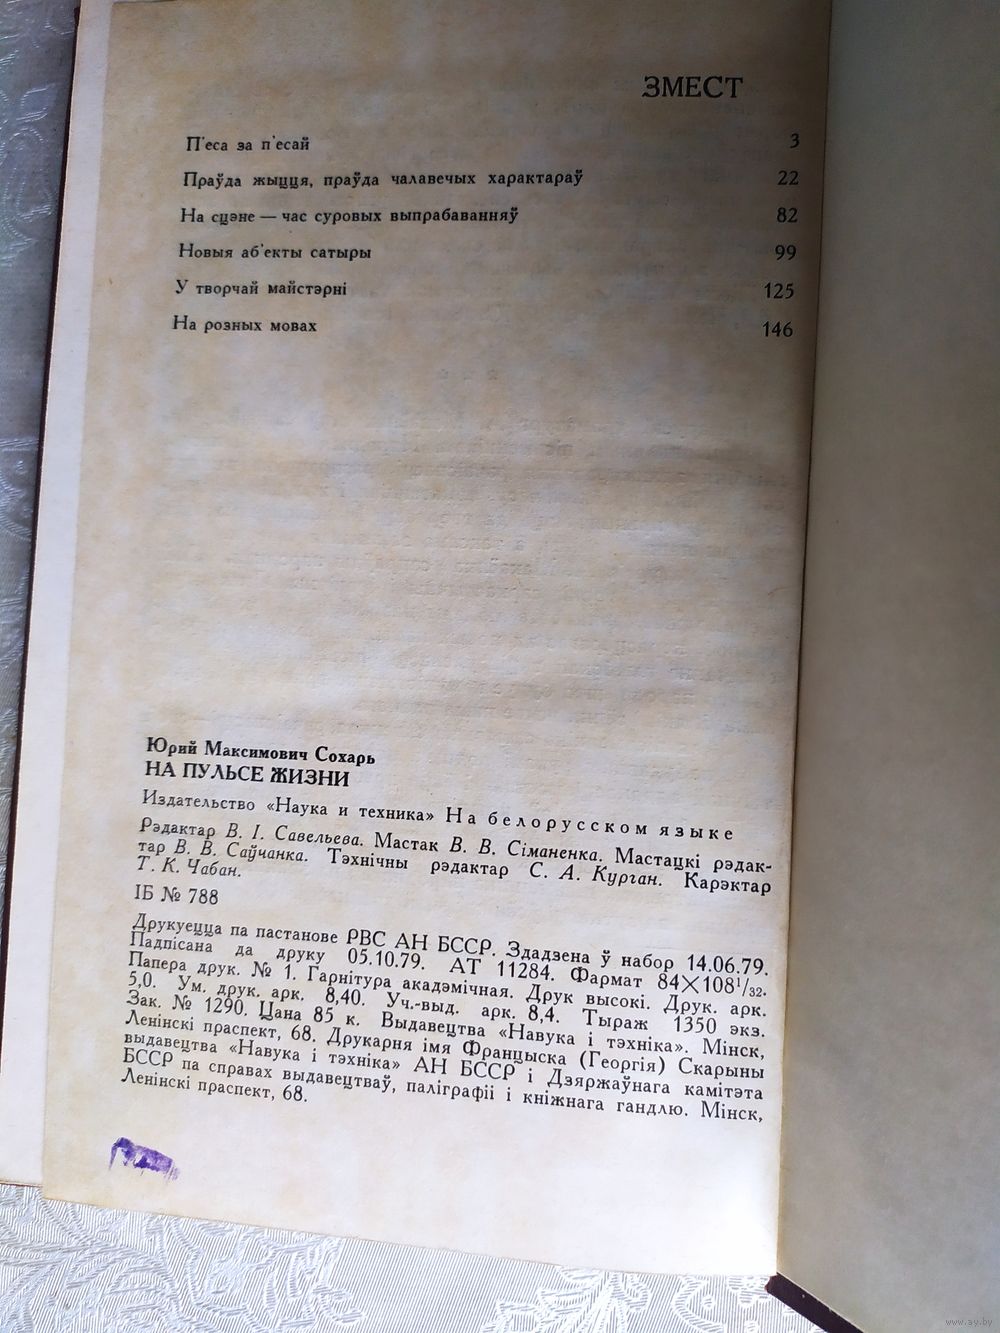 ЗМЕСТ
П'еса за п'есай 3
Праўда жыцця, праўда чалавечых характараў 22
На сцэне — час суровых выпрабаванняў 82
Новыя аб'екты сатыры 99
У творчай майстэрні 125
На розных мовах 146
Юрий Максимович Сохарь
НА ПУЛЬСЕ ЖИЗНИ
Издательство «Наука и техника» На белорусском языке
Рэдактар В. І. Савельева. Мастак В. В. Сіманенка. Мастацкі рэдак-
тар В. В. Саўчанка. Тэхнічны рэдактар С. А. Курган. Карэктар
Т. К. Чабан.
ІБ № 788
Друкуецца па пастанове РВС АН БССР. Здадзена ў набор 14.06.79.
Падпісана да друку 05.10.79. АТ 11284. Фармат 84×108¹/₃₂.
Папера друк. № 1. Гарнітура акадэмічная. Друк высокі. Друк. арк.
5,0. Ум. друк. арк. 8,40. Уч.-выд. арк. 8,4. Тыраж 1350 экз.
Зак. № 1290. Цана 85 к. Выдавецтва «Навука і тэхніка». Мінск,
Ленінскі праспект, 68. Друкарня імя Францыска (Георгія) Скарыны
выдавецтва «Навука і тэхніка» АН БССР і Дзяржаўнага камітэта
БССР па справах выдавецтваў, паліграфіі і кніжнага гандлю. Мінск,
Ленінскі праспект, 68.
www.ay.by